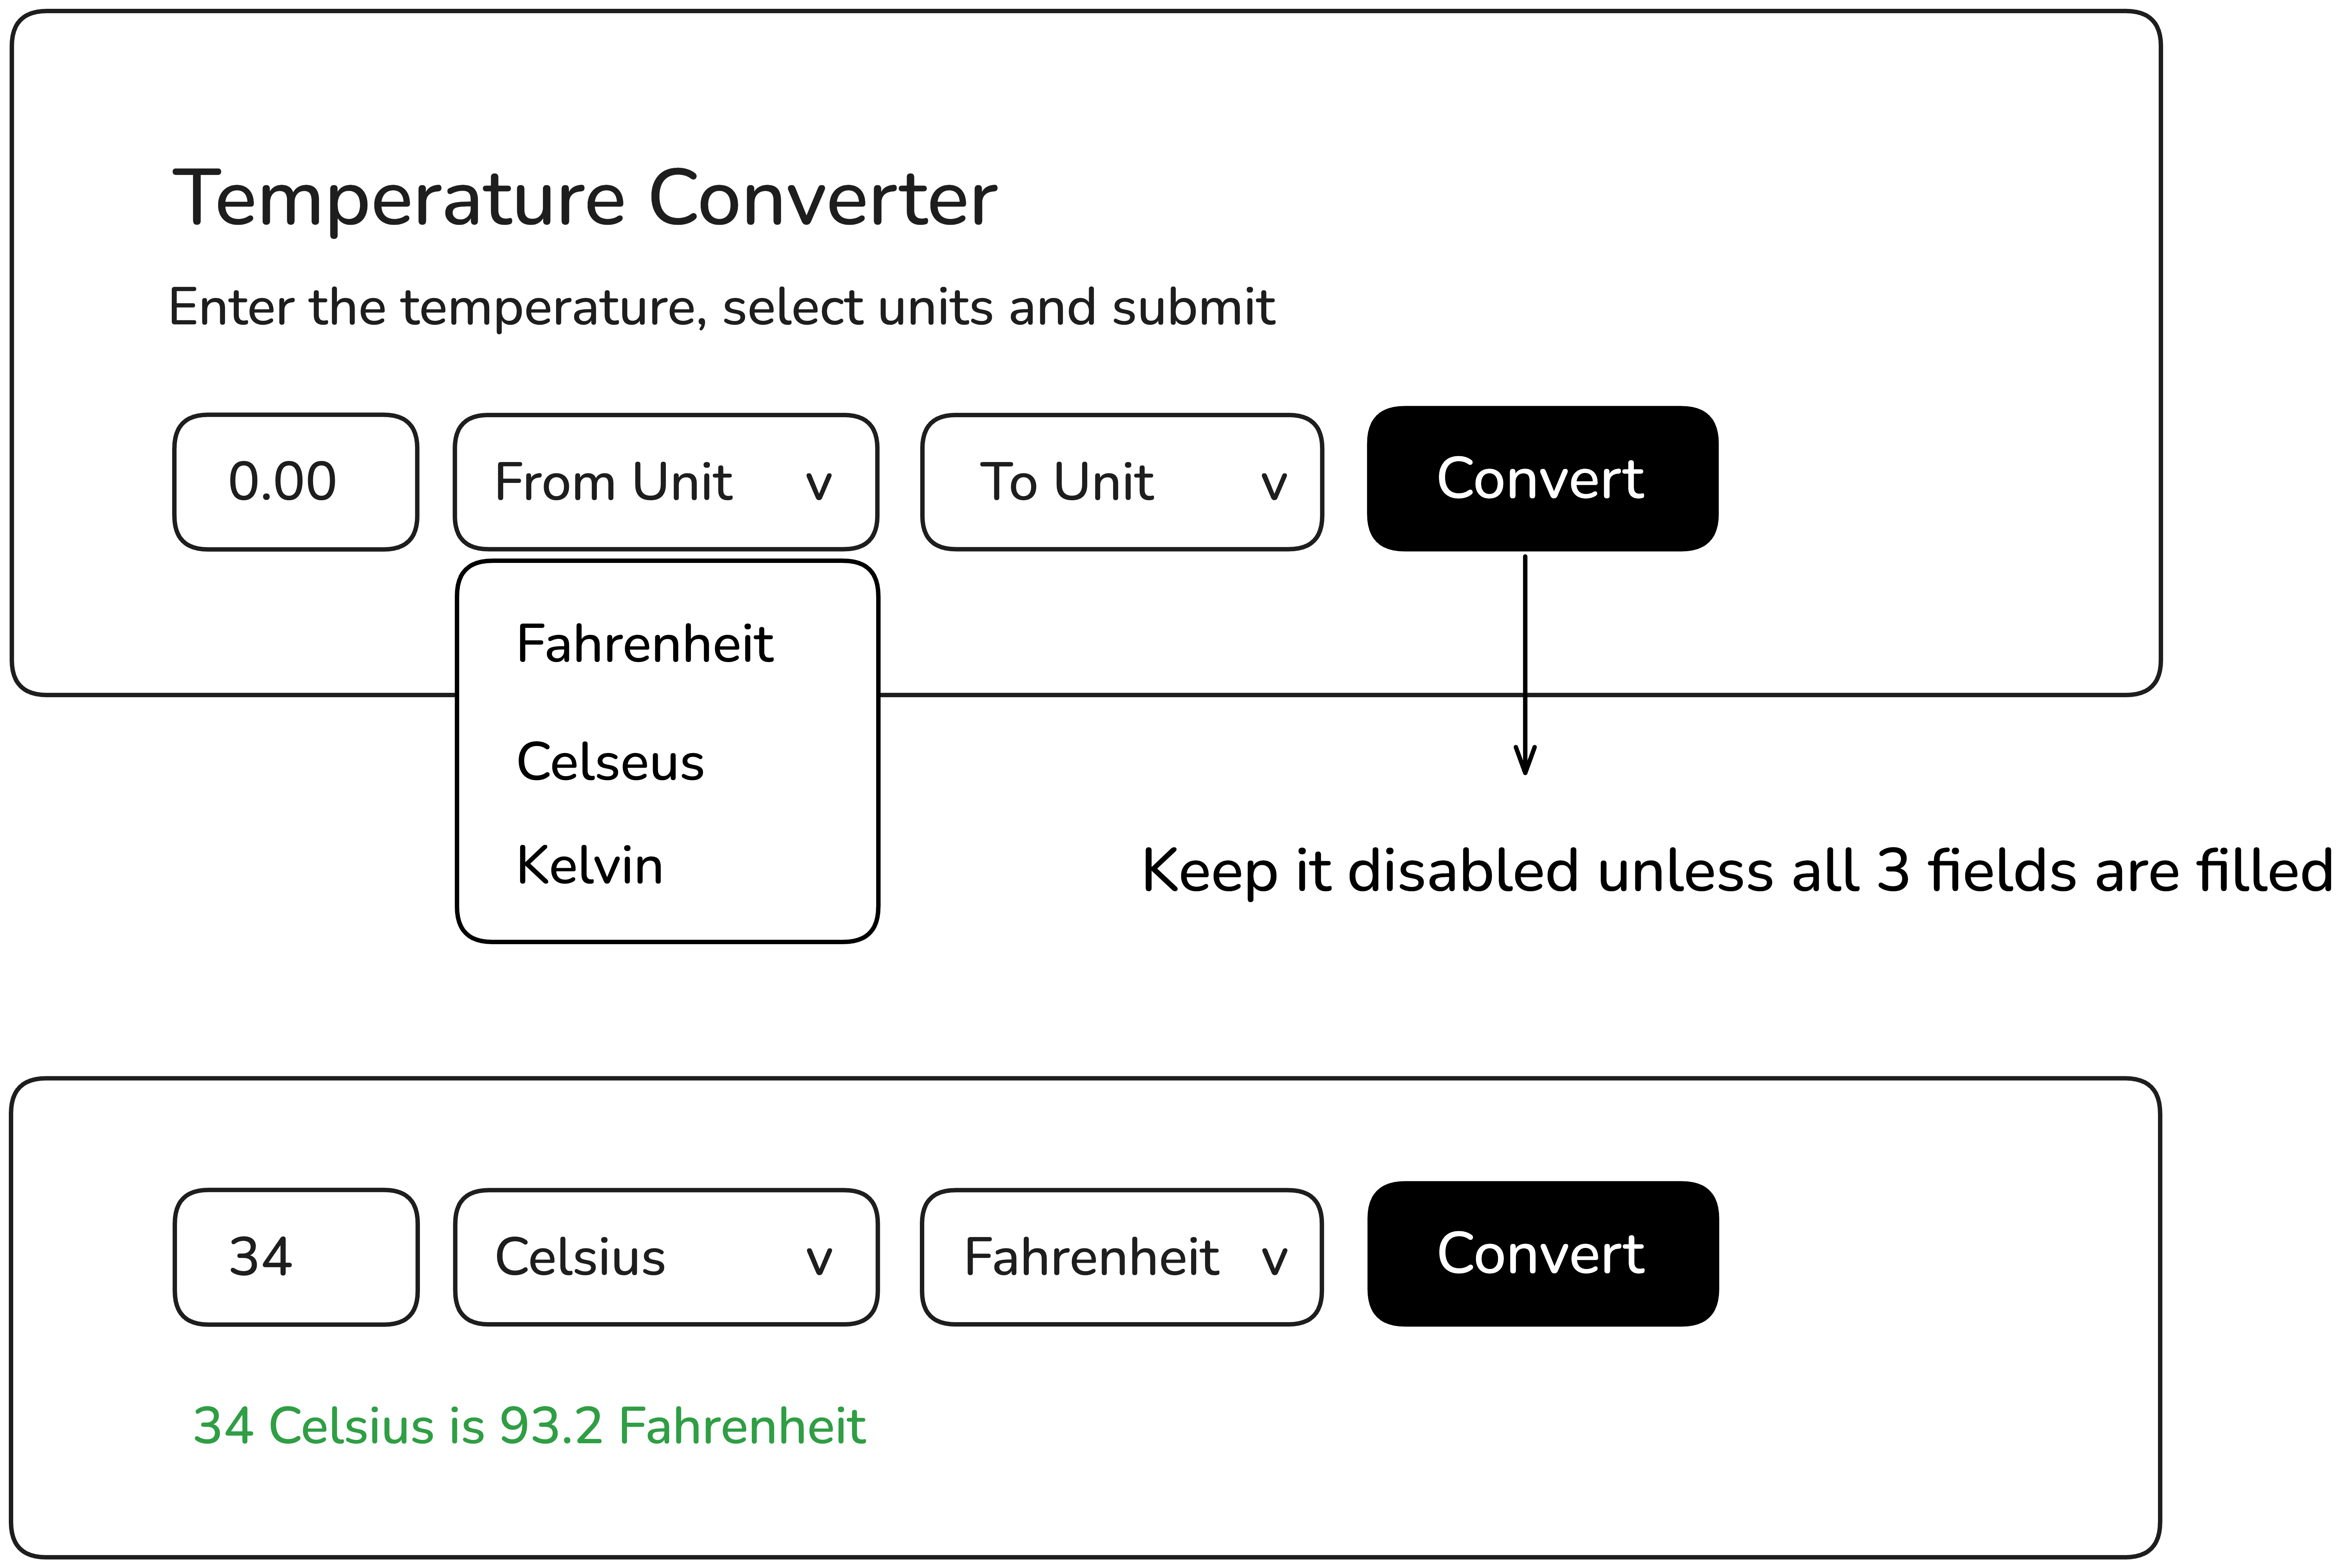 Temperature Converter
Enter the temperature, select units and submit
0.00 From Unit v To Unit v Convert
Fahrenheit
Celseus
Kelvin
Keep it disabled unless all 3 fields are filled
34 Celsius v Fahrenheit v Convert
34 Celsius is 93.2 Fahrenheit